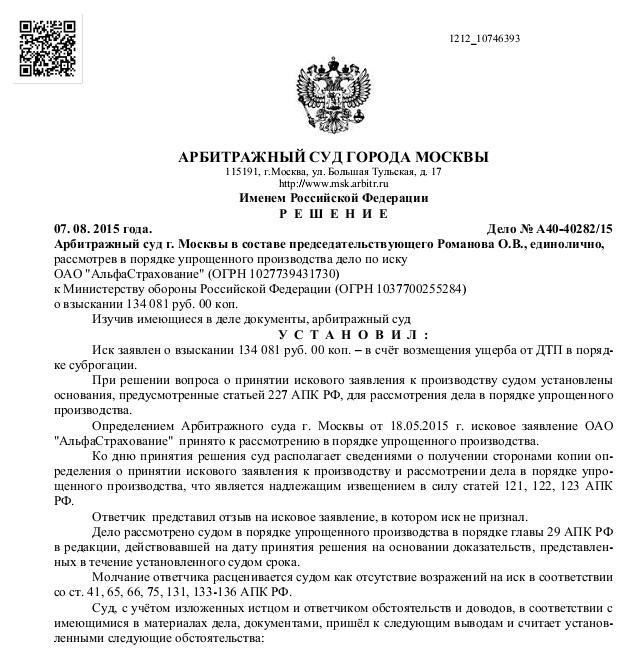 1212_10746393
АРБИТРАЖНЫЙ СУД ГОРОДА МОСКВЫ
115191, г.Москва, ул. Большая Тульская, д. 17
http://www.msk.arbitr.ru
Именем Российской Федерации
Р Е Ш Е Н И Е
07. 08. 2015 года. Дело № А40-40282/15
Арбитражный суд г. Москвы в составе председательствующего Романова О.В., единолично,
рассмотрев в порядке упрощенного производства дело по иску
ОАО "АльфаСтрахование" (ОГРН 1027739431730)
к Министерству обороны Российской Федерации (ОГРН 1037700255284)
о взыскании 134 081 руб. 00 коп.
Изучив имеющиеся в деле документы, арбитражный суд
У С Т А Н О В И Л :
Иск заявлен о взыскании 134 081 руб. 00 коп. – в счёт возмещения ущерба от ДТП в поряд-
ке суброгации.
При решении вопроса о принятии искового заявления к производству судом установлены
основания, предусмотренные статьей 227 АПК РФ, для рассмотрения дела в порядке упрощенного
производства.
Определением Арбитражного суда г. Москвы от 18.05.2015 г. исковое заявление ОАО
"АльфаСтрахование" принято к рассмотрению в порядке упрощенного производства.
Ко дню принятия решения суд располагает сведениями о получении сторонами копии оп-
ределения о принятии искового заявления к производству и рассмотрении дела в порядке упро-
щенного производства, что является надлежащим извещением в силу статей 121, 122, 123 АПК
РФ.
Ответчик представил отзыв на исковое заявление, в котором иск не признал.
Дело рассмотрено судом в порядке упрощенного производства в порядке главы 29 АПК РФ
в редакции, действовавшей на дату принятия решения на основании доказательств, представлен-
ных в течение установленного судом срока.
Молчание ответчика расценивается судом как отсутствие возражений на иск в соответствии
со ст. 41, 65, 66, 75, 131, 133-136 АПК РФ.
Суд, с учётом изложенных истцом и ответчиком обстоятельств и доводов, в соответствии с
имеющимися в материалах дела, документами, пришёл к следующим выводам и считает установ-
ленными следующие обстоятельства: